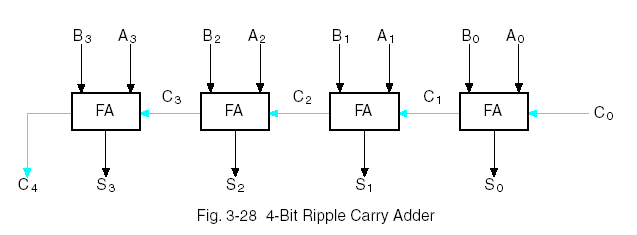 B3 A3 B2 A2 B1 A1 B0 A0
C3 C2 C1
FA FA FA FA C0
C4 S3 S2 S1 S0
Fig. 3-28 4-Bit Ripple Carry Adder